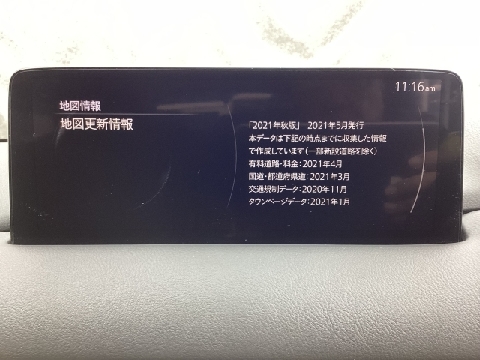 11:16am
地図情報
地図更新情報
「2021年秋版」 2021年5月発行
本データは下記の時点までに収集した情報
で作成しています(一部新設道路を除く)
有料道路・料金:2021年4月
国道・都道府県道:2021年3月
交通規制データ:2020年11月
タウンページデータ:2021年1月